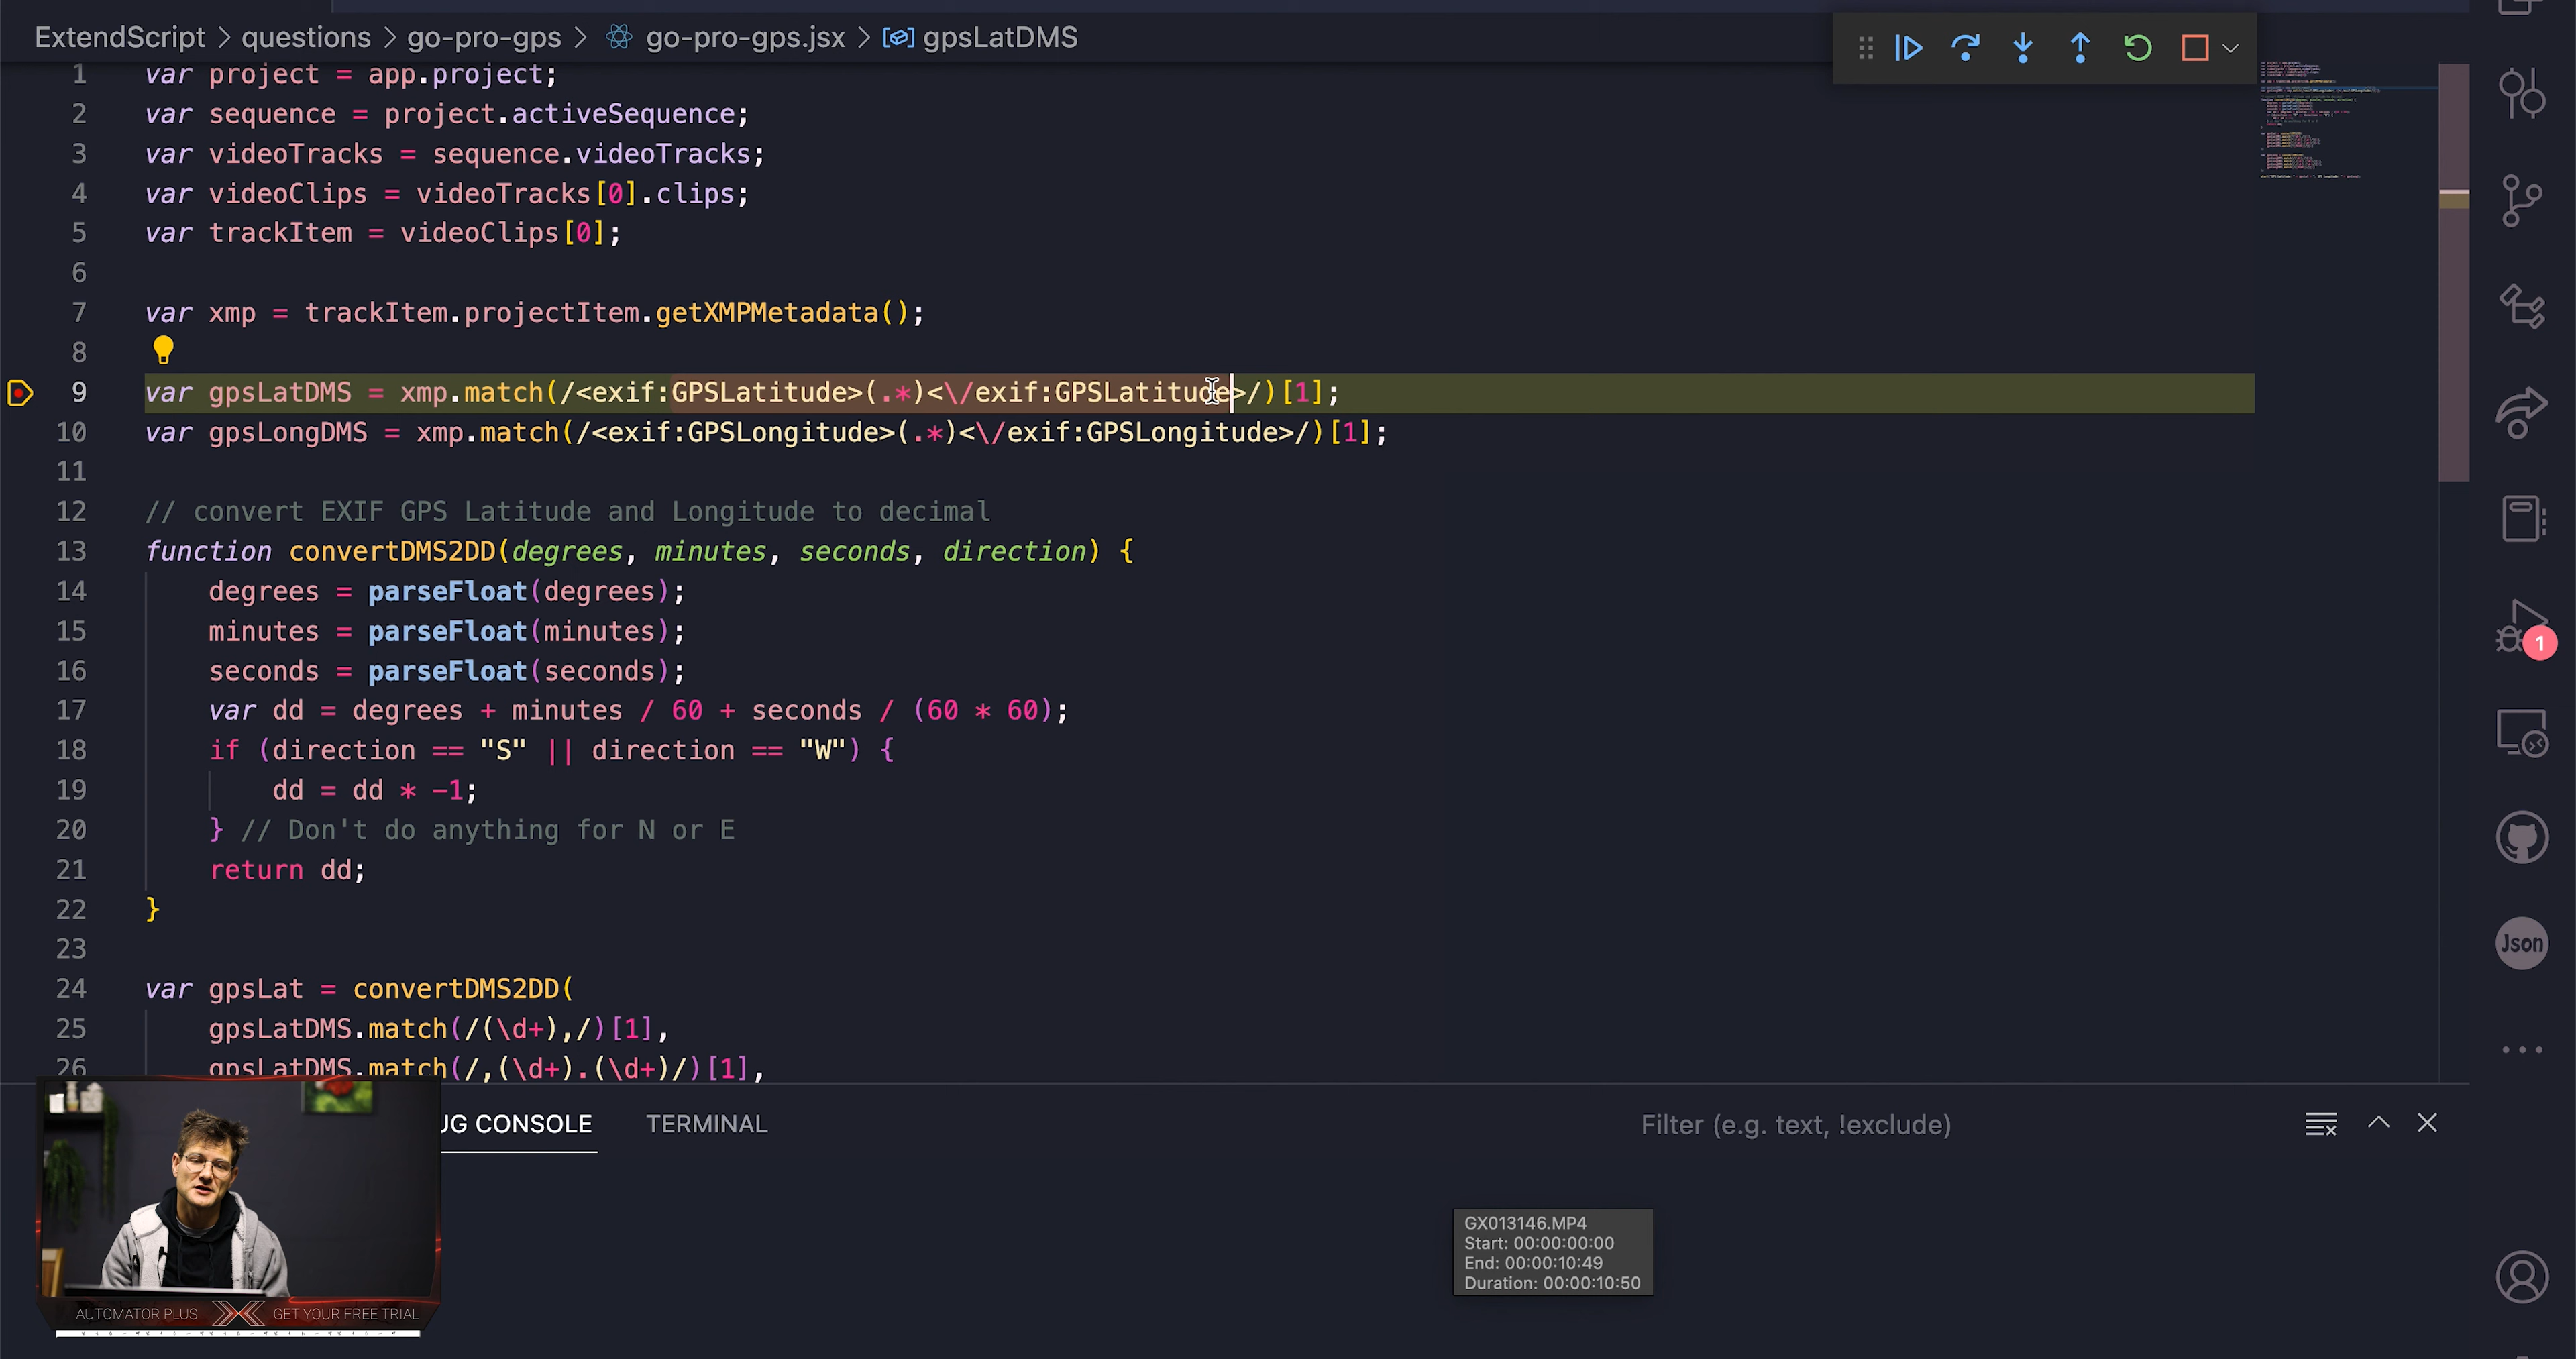 ExtendScript > questions > go-pro-gps > go-pro-gps.jsx > gpsLatDMS
1 var project = app.project;
2 var sequence = project.activeSequence;
3 var videoTracks = sequence.videoTracks;
4 var videoClips = videoTracks[0].clips;
5 var trackItem = videoClips[0];
6
7 var xmp = trackItem.projectItem.getXMPMetadata();
8
9 var gpsLatDMS = xmp.match(/<exif:GPSLatitude>(.*)<\/exif:GPSLatitude>/)[1];
10 var gpsLongDMS = xmp.match(/<exif:GPSLongitude>(.*)<\/exif:GPSLongitude>/)[1];
11
12 // convert EXIF GPS Latitude and Longitude to decimal
13 function convertDMS2DD(degrees, minutes, seconds, direction) {
14 degrees = parseFloat(degrees);
15 minutes = parseFloat(minutes);
16 seconds = parseFloat(seconds);
17 var dd = degrees + minutes / 60 + seconds / (60 * 60);
18 if (direction == "S" || direction == "W") {
19 dd = dd * -1;
20 } // Don't do anything for N or E
21 return dd;
22 }
23
24 var gpsLat = convertDMS2DD(
25 gpsLatDMS.match(/(\d+),/)[1],
26 gpsLatDMS.match(/,(\d+).(\d+)/)[1],
1
Json
UG CONSOLE TERMINAL Filter (e.g. text, !exclude)
GX013146.MP4
Start: 00:00:00:00
End: 00:00:10:49
Duration: 00:00:10:50
AUTOMATOR PLUS GET YOUR FREE TRIAL